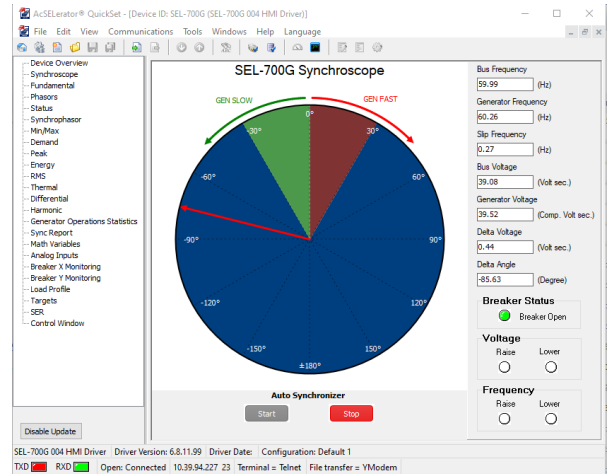 AcSELerator® QuickSet - [Device ID: SEL-700G (SEL-700G 004 HMI Driver)]
File Edit View Communications Tools Windows Help Language
Device Overview
Synchroscope
Fundamental
Phasors
Status
Synchrophasor
Min/Max
Demand
Peak
Energy
RMS
Thermal
Differential
Harmonic
Generator Operations Statistics
Sync Report
Math Variables
Analog Inputs
Breaker X Monitoring
Breaker Y Monitoring
Load Profile
Targets
SER
Control Window
Disable Update
SEL-700G Synchroscope
GEN SLOW
GEN FAST
0°
-30°
30°
-60°
60°
-90°
90°
-120°
120°
-150°
150°
±180°
Auto Synchronizer
Start
Stop
Bus Frequency
59.99 (Hz)
Generator Frequency
60.26 (Hz)
Slip Frequency
0.27 (Hz)
Bus Voltage
39.08 (Volt sec.)
Generator Voltage
39.52 (Comp. Volt sec.)
Delta Voltage
0.44 (Volt sec.)
Delta Angle
-85.63 (Degree)
Breaker Status
Breaker Open
Voltage
Raise Lower
Frequency
Raise Lower
SEL-700G 004 HMI Driver Driver Version: 6.8.11.99 Driver Date: Configuration: Default 1
TXD RXD Open: Connected 10.39.94.227 23 Terminal = Telnet File transfer = YModem